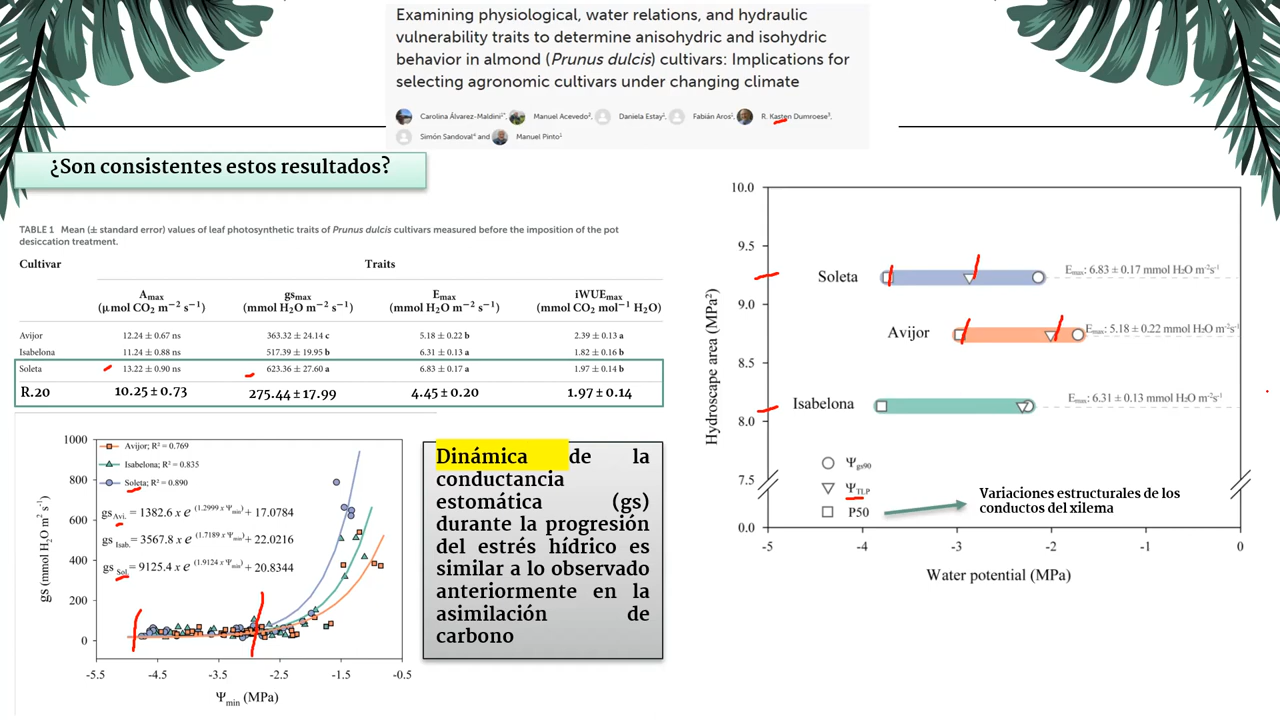 Examining physiological, water relations, and hydraulic
vulnerability traits to determine anisohydric and isohydric
behavior in almond (Prunus dulcis) cultivars: Implications for
selecting agronomic cultivars under changing climate
Carolina Álvarez-Maldini¹*, Manuel Acevedo², Daniela Estay¹, Fabián Aros¹, R. Kasten Dumroese³,
Simón Sandoval⁴ and Manuel Pinto¹
¿Son consistentes estos resultados?
TABLE 1 Mean (± standard error) values of leaf photosynthetic traits of Prunus dulcis cultivars measured before the imposition of the pot
desiccation treatment.
Cultivar Traits
Amax gsmax Emax iWUEmax
(μmol CO2 m−2 s−1) (mmol H2O m−2 s−1) (mmol H2O m−2 s−1) (mmol CO2 mol−1 H2O)
Avijor 12.24 ± 0.67 ns 363.32 ± 24.14 c 5.18 ± 0.22 b 2.39 ± 0.13 a
Isabelona 11.24 ± 0.88 ns 517.39 ± 19.95 b 6.31 ± 0.13 a 1.82 ± 0.16 b
Soleta 13.22 ± 0.90 ns 623.36 ± 27.60 a 6.83 ± 0.17 a 1.97 ± 0.14 b
R.20 10.25 ± 0.73 275.44 ± 17.99 4.45 ± 0.20 1.97 ± 0.14
1000
800
600
400
200
0
gs (mmol H2O m-2 s-1)
Avijor; R² = 0.769
Isabelona; R² = 0.835
Soleta; R² = 0.890
gs Avi. = 1382.6 x e (1.2999 x Ψmin) + 17.0784
gs Isab. = 3567.8 x e (1.7189 x Ψmin) + 22.0216
gs Sol. = 9125.4 x e (1.9124 x Ψmin) + 20.8344
-5.5 -4.5 -3.5 -2.5 -1.5 -0.5
Ψmin (MPa)
Dinámica de la
conductancia
estomática (gs)
durante la progresión
del estrés hídrico es
similar a lo observado
anteriormente en la
asimilación de
carbono
10.0
9.5
9.0
8.5
8.0
7.5
0.0
Hydroscape area (MPa²)
Soleta
Emax: 6.83 ± 0.17 mmol H2O m-2s-1
Avijor
Emax: 5.18 ± 0.22 mmol H2O m-2s-1
Isabelona
Emax: 6.31 ± 0.13 mmol H2O m-2s-1
Ψgs90
ΨTLP
P50
Variaciones estructurales de los
conductos del xilema
-5 -4 -3 -2 -1 0
Water potential (MPa)